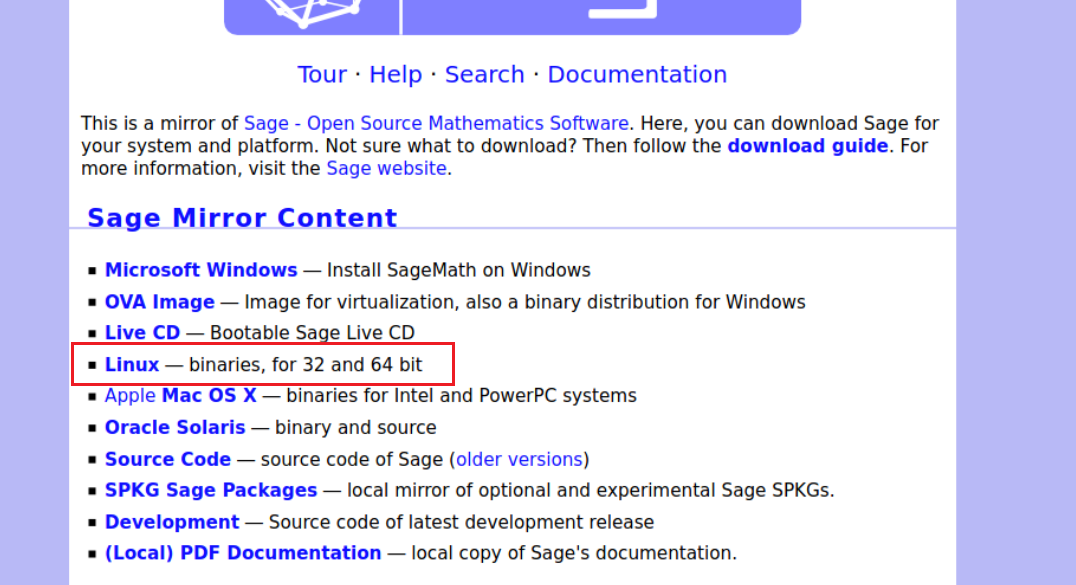 Tour · Help · Search · Documentation
This is a mirror of Sage - Open Source Mathematics Software. Here, you can download Sage for
your system and platform. Not sure what to download? Then follow the download guide. For
more information, visit the Sage website.
Sage Mirror Content
▪ Microsoft Windows — Install SageMath on Windows
▪ OVA Image — Image for virtualization, also a binary distribution for Windows
▪ Live CD — Bootable Sage Live CD
▪ Linux — binaries, for 32 and 64 bit
▪ Apple Mac OS X — binaries for Intel and PowerPC systems
▪ Oracle Solaris — binary and source
▪ Source Code — source code of Sage (older versions)
▪ SPKG Sage Packages — local mirror of optional and experimental Sage SPKGs.
▪ Development — Source code of latest development release
▪ (Local) PDF Documentation — local copy of Sage's documentation.